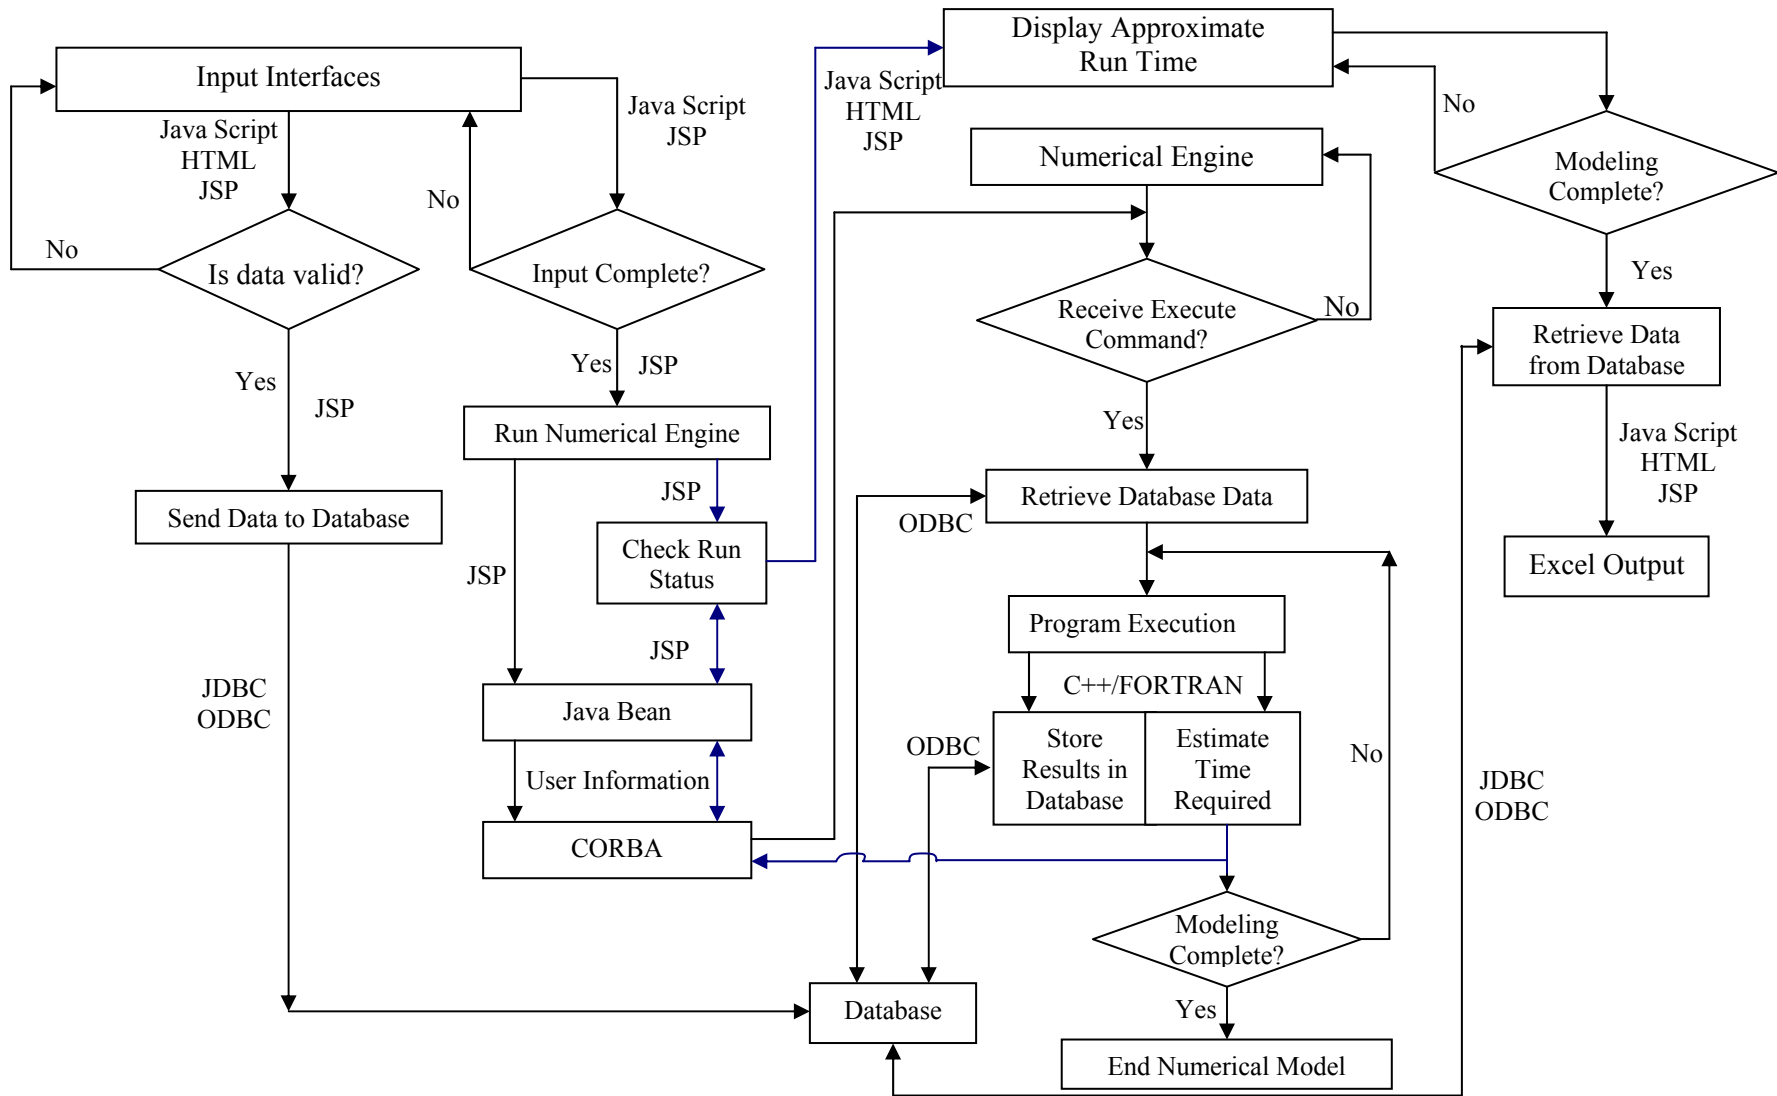 Input Interfaces
Java Script
HTML
JSP
Java Script
JSP
No
Is data valid?
No
Input Complete?
Yes
JSP
Yes
JSP
Send Data to Database
JDBC
ODBC
Run Numerical Engine
JSP
JSP
Check Run
Status
JSP
Java Bean
User Information
CORBA
Java Script
HTML
JSP
Display Approximate
Run Time
Numerical Engine
Receive Execute
Command?
No
Yes
Retrieve Database Data
ODBC
Program Execution
C++/FORTRAN
Store
Results in
Database
Estimate
Time
Required
ODBC
No
Modeling
Complete?
Yes
End Numerical Model
Database
No
Modeling
Complete?
Yes
Retrieve Data
from Database
Java Script
HTML
JSP
Excel Output
JDBC
ODBC